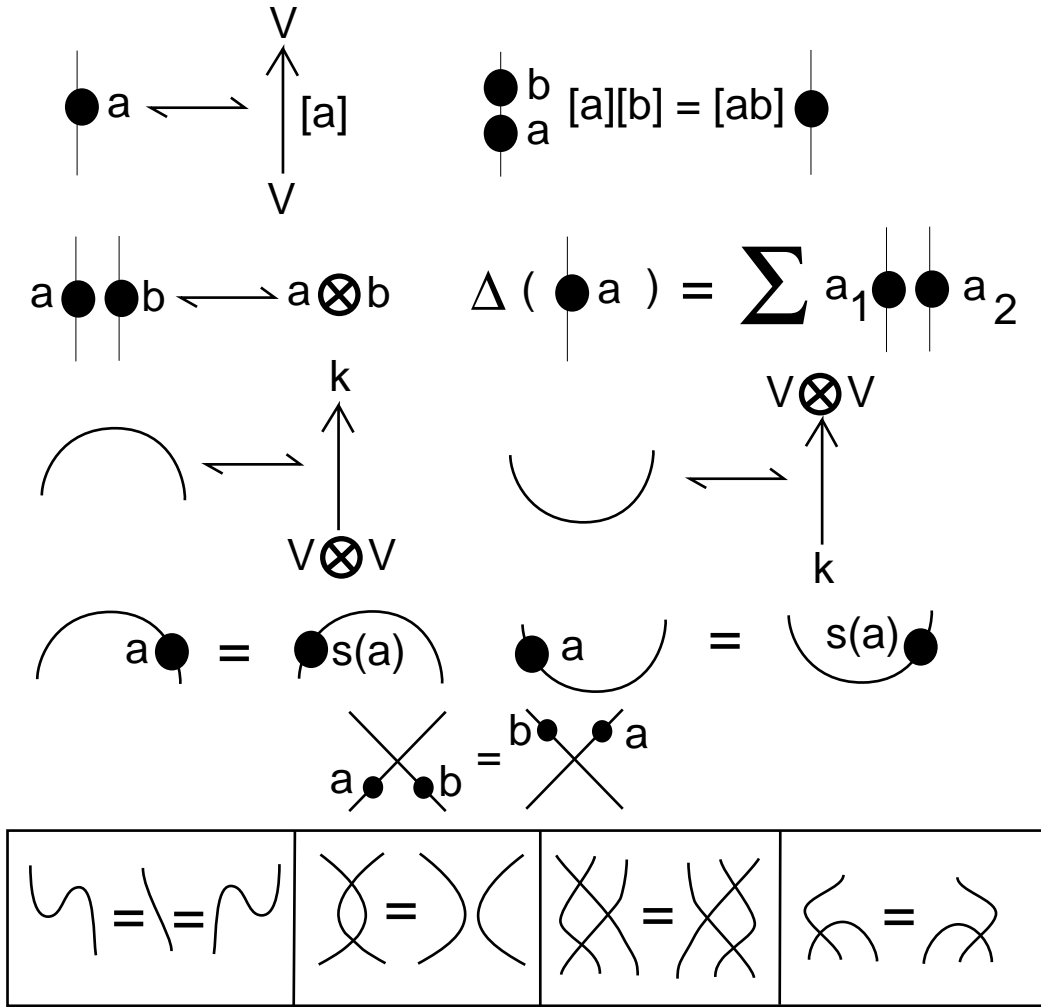 V
a ⇌ [a]
V
b
a
[a][b] = [ab]
a b ⇌ a ⊗ b
Δ ( a ) = ∑ a₁ a₂
k
⇌
V ⊗ V
V ⊗ V
⇌
k
a = s(a)
a = s(a)
a b = b a
= =
=
=
=